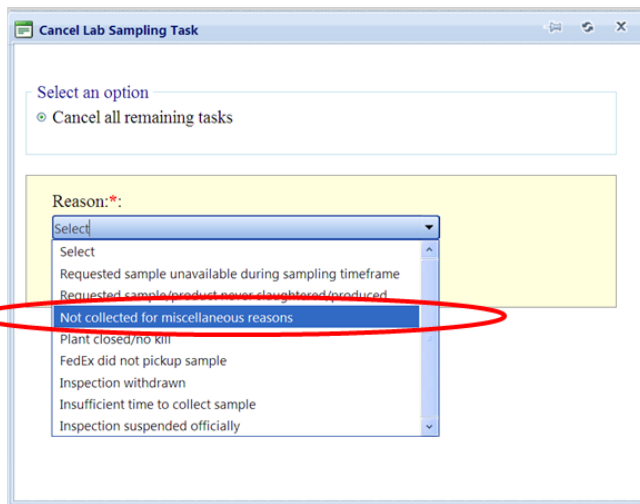 Cancel Lab Sampling Task
Select an option
Cancel all remaining tasks
Reason:*:
Select
Select
Requested sample unavailable during sampling timeframe
Requested sample/product never slaughtered/produced
Not collected for miscellaneous reasons
Plant closed/no kill
FedEx did not pickup sample
Inspection withdrawn
Insufficient time to collect sample
Inspection suspended officially